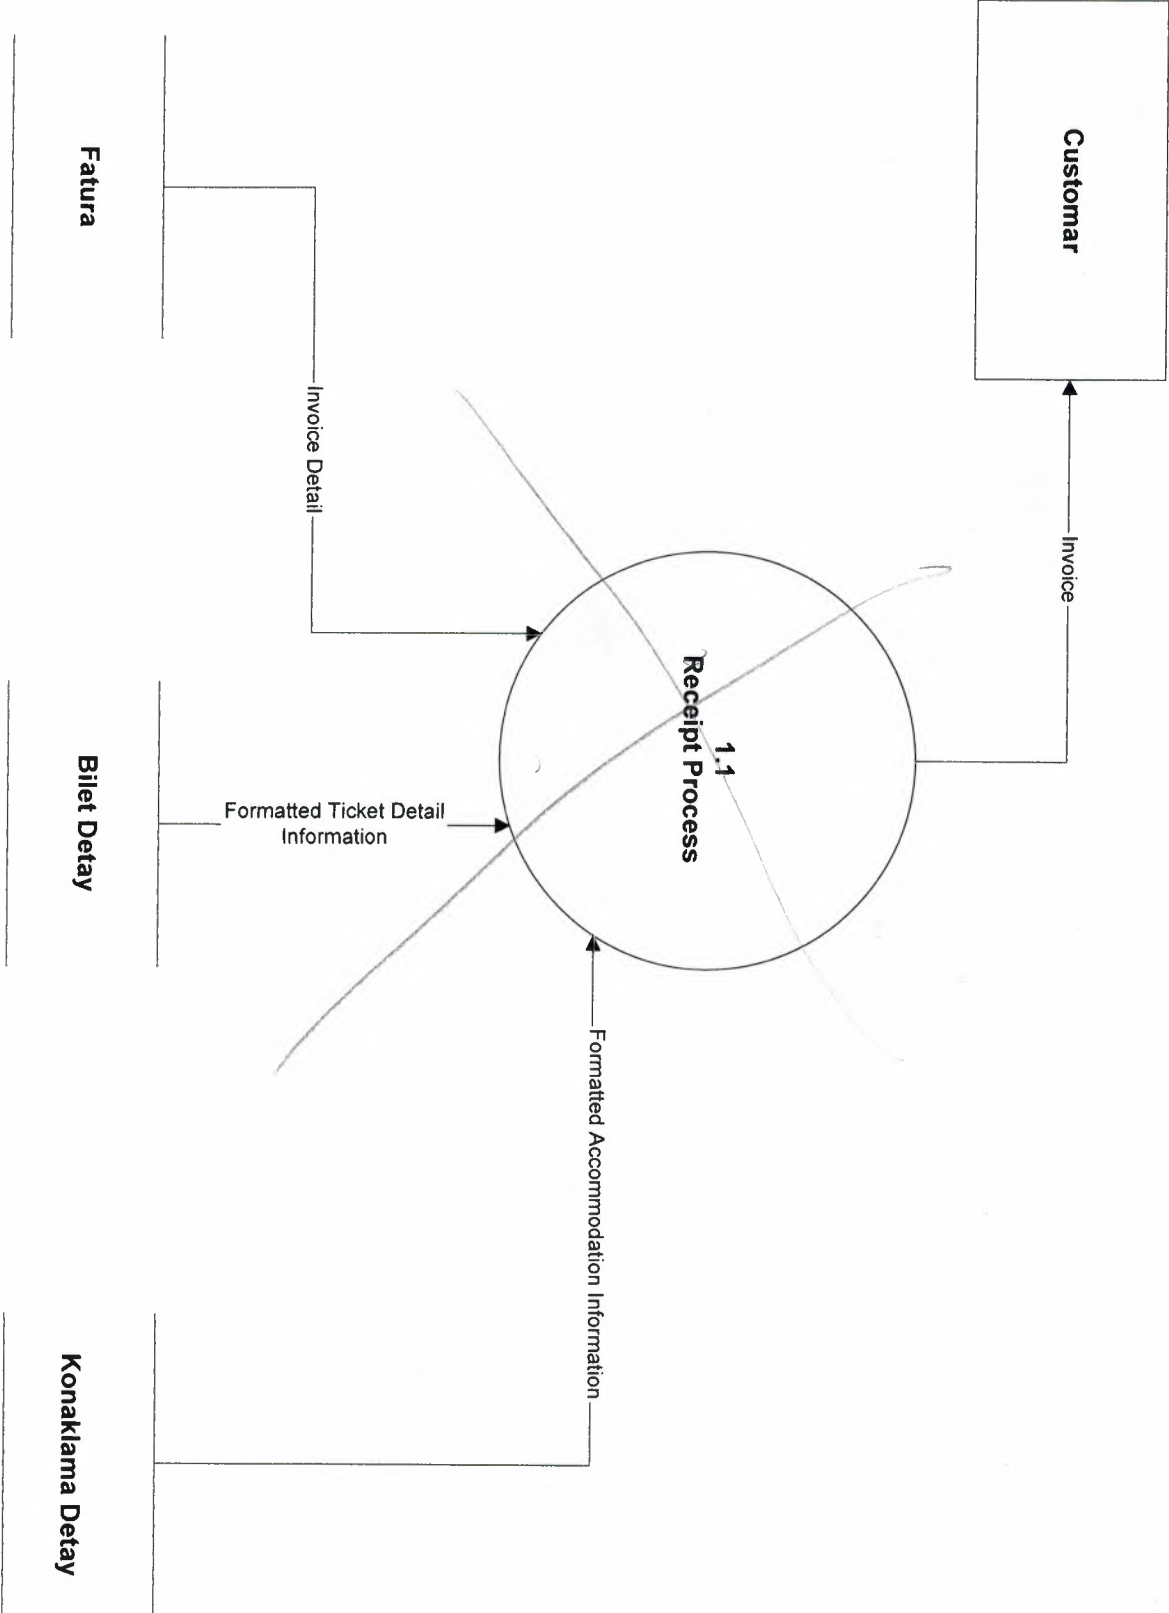 Customar
Invoice
1.1
Receipt Process
Invoice Detail
Formatted Ticket Detail
Information
Formatted Accommodation Information
Fatura
Bilet Detay
Konaklama Detay